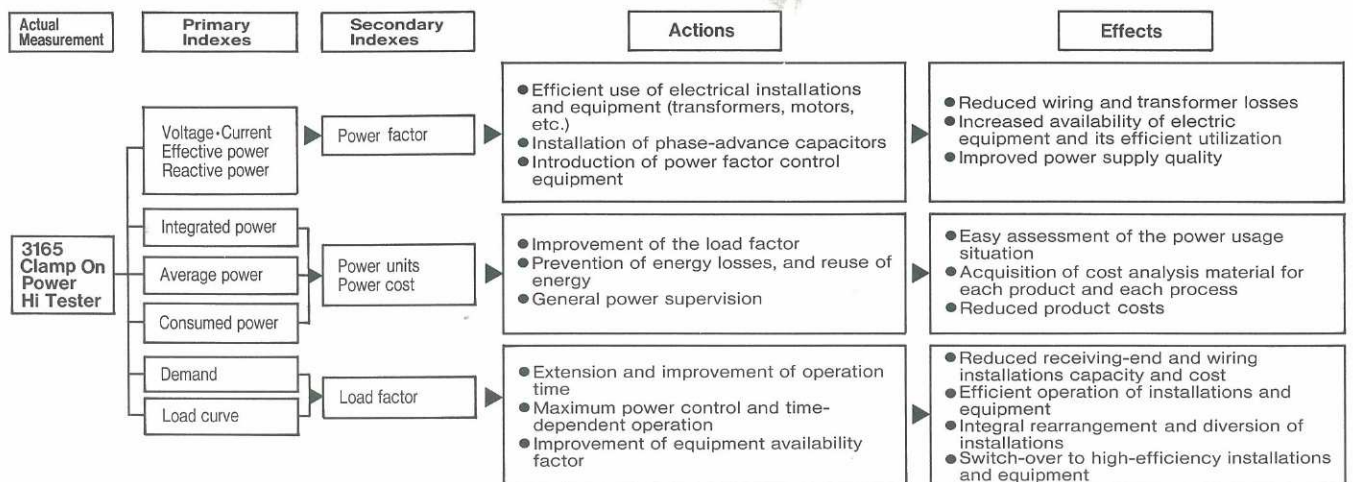 Actual
Measurement
Primary
Indexes
Secondary
Indexes
Actions
Effects
3165
Clamp On
Power
Hi Tester
Voltage・Current
Effective power
Reactive power
Integrated power
Average power
Consumed power
Demand
Load curve
Power factor
Power units
Power cost
Load factor
● Efficient use of electrical installations
and equipment (transformers, motors,
etc.)
● Installation of phase-advance capacitors
● Introduction of power factor control
equipment
● Improvement of the load factor
● Prevention of energy losses, and reuse of
energy
● General power supervision
● Extension and improvement of operation
time
● Maximum power control and time-
dependent operation
● Improvement of equipment availability
factor
● Reduced wiring and transformer losses
● Increased availability of electric
equipment and its efficient utilization
● Improved power supply quality
● Easy assessment of the power usage
situation
● Acquisition of cost analysis material for
each product and each process
● Reduced product costs
● Reduced receiving-end and wiring
installations capacity and cost
● Efficient operation of installations and
equipment
● Integral rearrangement and diversion of
installations
● Switch-over to high-efficiency installations
and equipment